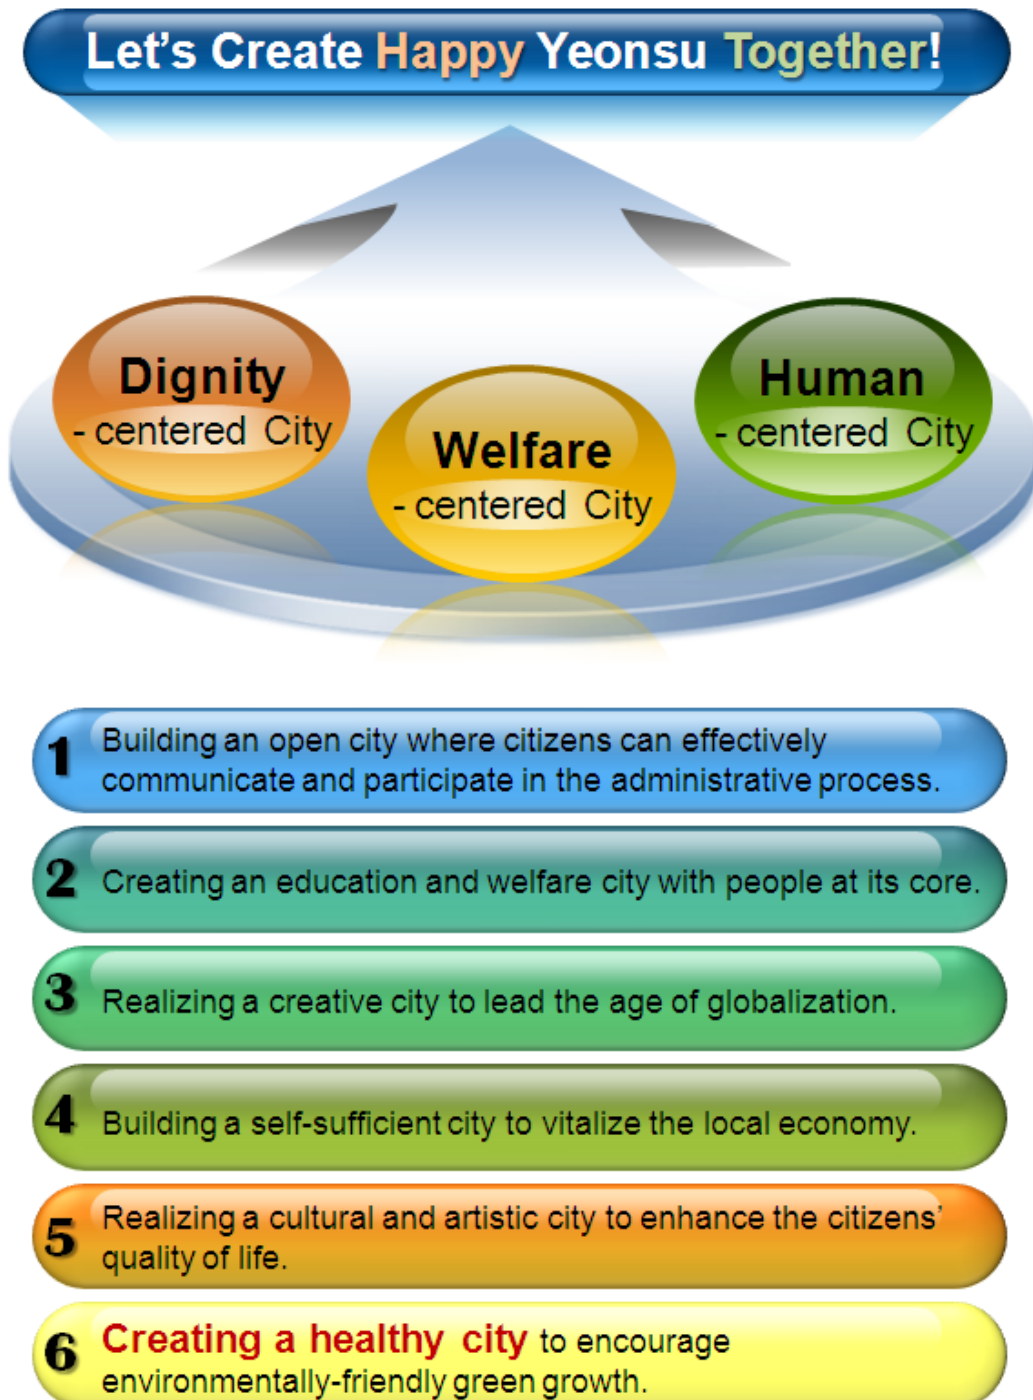 Let's Create Happy Yeonsu Together!
Dignity
- centered City
Welfare
- centered City
Human
- centered City
1 Building an open city where citizens can effectively
communicate and participate in the administrative process.
2 Creating an education and welfare city with people at its core.
3 Realizing a creative city to lead the age of globalization.
4 Building a self-sufficient city to vitalize the local economy.
5 Realizing a cultural and artistic city to enhance the citizens'
quality of life.
6 Creating a healthy city to encourage
environmentally-friendly green growth.